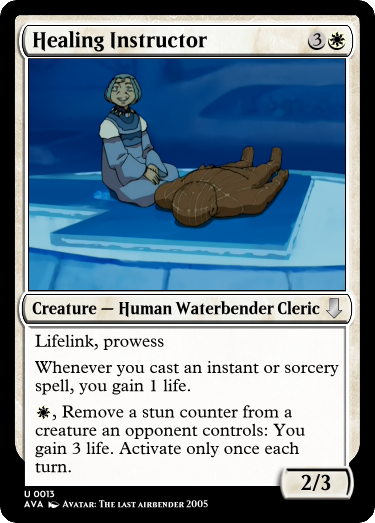 Healing Instructor 3
Creature — Human Waterbender Cleric
Lifelink, prowess
Whenever you cast an instant or sorcery
spell, you gain 1 life.
, Remove a stun counter from a
creature an opponent controls: You
gain 3 life. Activate only once each
turn.
2/3
U 0013
AVA Avatar: The last airbender 2005